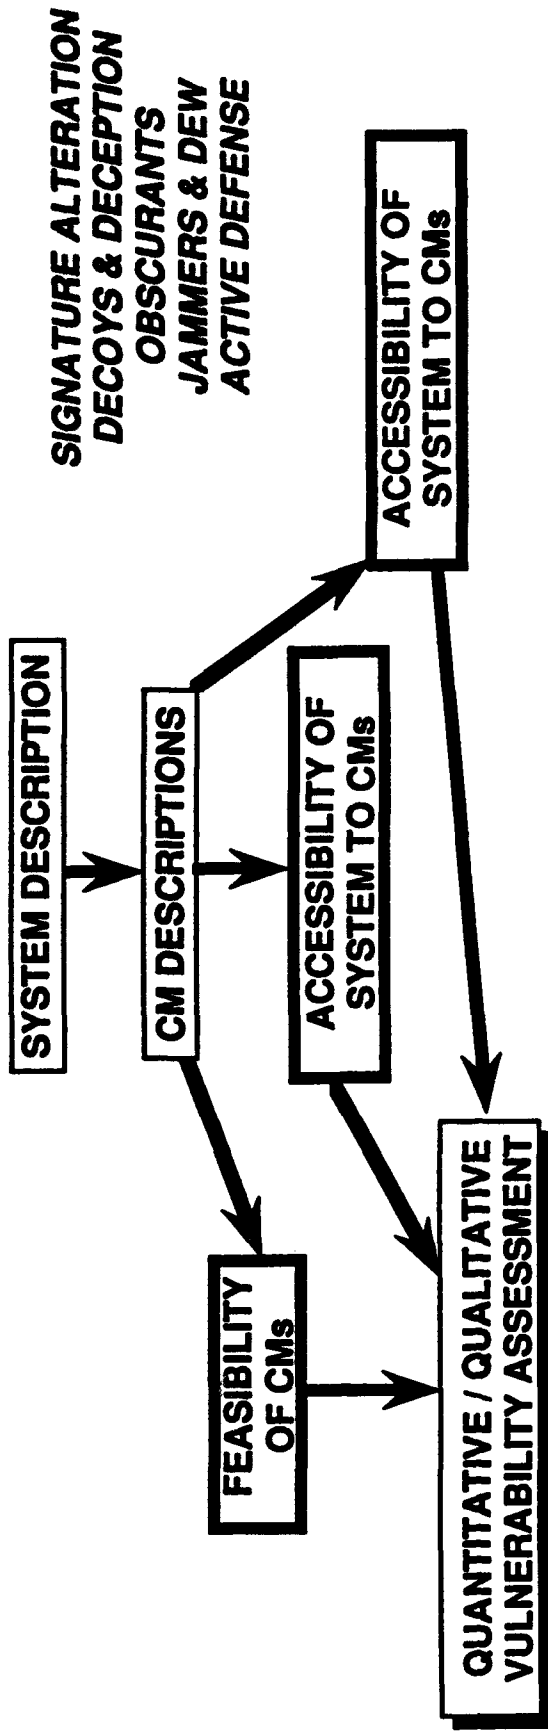 SYSTEM DESCRIPTION
SIGNATURE ALTERATION
DECOYS & DECEPTION
OBSCURANTS
JAMMERS & DEW
ACTIVE DEFENSE
CM DESCRIPTIONS
FEASIBILITY
OF CMs
ACCESSIBILITY OF
SYSTEM TO CMs
ACCESSIBILITY OF
SYSTEM TO CMs
QUANTITATIVE / QUALITATIVE
VULNERABILITY ASSESSMENT